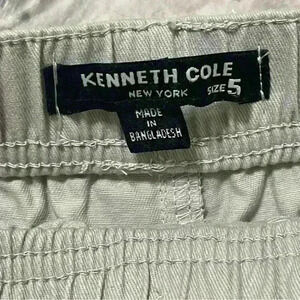 KENNETH COLE
NEW YORK SIZE 5
MADE
IN
BANGLADESH